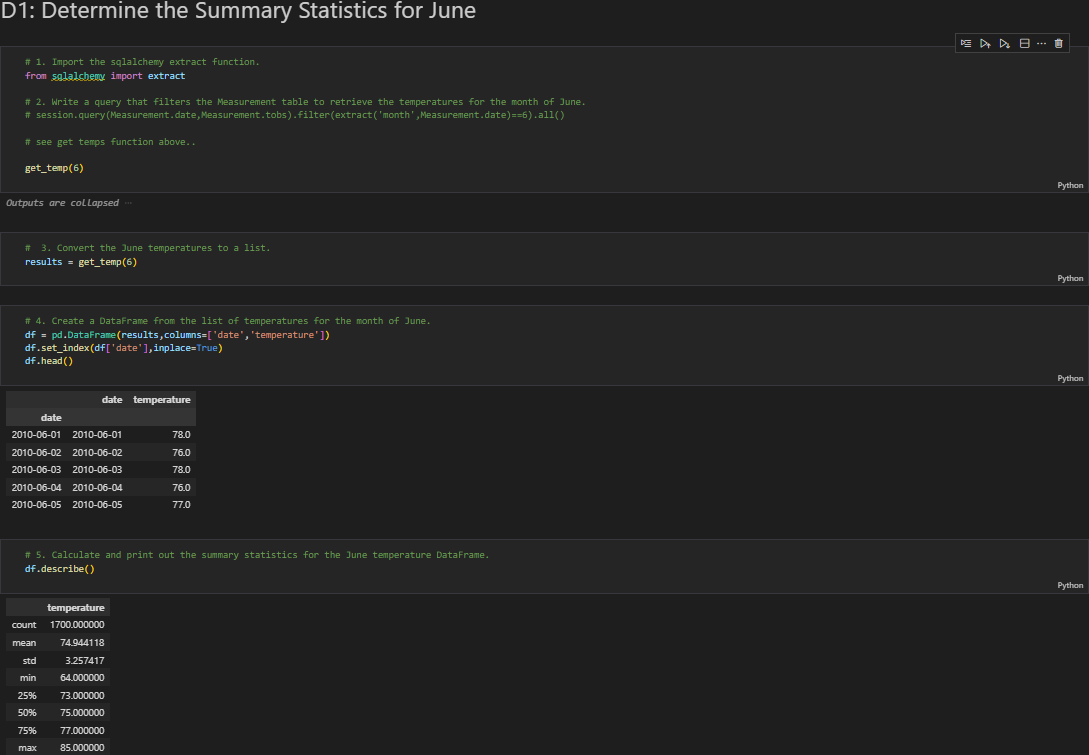 D1: Determine the Summary Statistics for June
# 1. Import the sqlalchemy extract function.
from sqlalchemy import extract
# 2. Write a query that filters the Measurement table to retrieve the temperatures for the month of June.
# session.query(Measurement.date,Measurement.tobs).filter(extract('month',Measurement.date)==6).all()
# see get temps function above..
get_temp(6)
Python
Outputs are collapsed ...
#  3. Convert the June temperatures to a list.
results = get_temp(6)
Python
# 4. Create a DataFrame from the list of temperatures for the month of June.
df = pd.DataFrame(results,columns=['date','temperature'])
df.set_index(df['date'],inplace=True)
df.head()
Python
date temperature
date
2010-06-01 2010-06-01 78.0
2010-06-02 2010-06-02 76.0
2010-06-03 2010-06-03 78.0
2010-06-04 2010-06-04 76.0
2010-06-05 2010-06-05 77.0
# 5. Calculate and print out the summary statistics for the June temperature DataFrame.
df.describe()
Python
temperature
count 1700.000000
mean 74.944118
std 3.257417
min 64.000000
25% 73.000000
50% 75.000000
75% 77.000000
max 85.000000